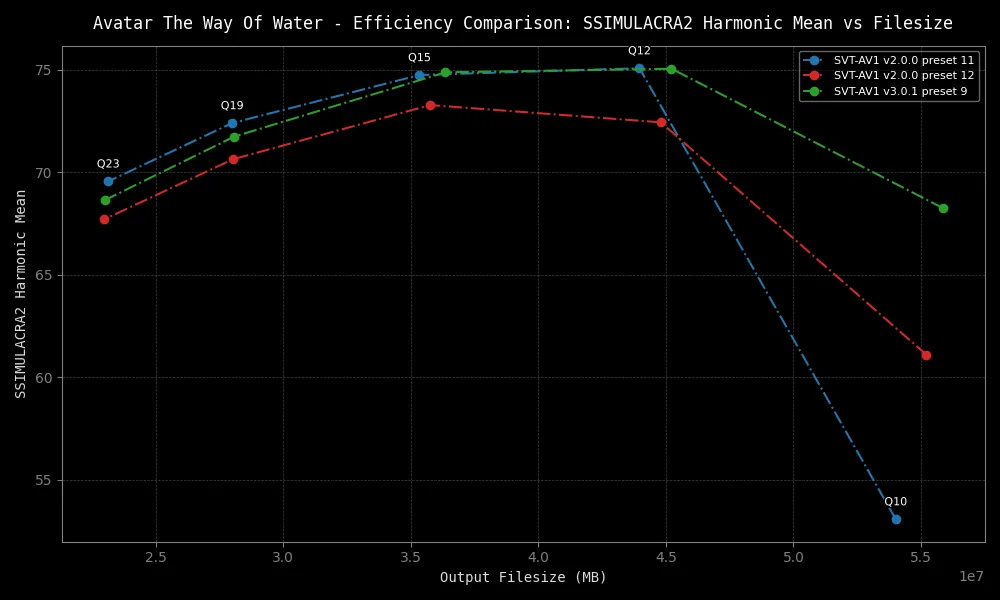 Avatar The Way Of Water - Efficiency Comparison: SSIMULACRA2 Harmonic Mean vs Filesize
SVT-AV1 v2.0.0 preset 11
SVT-AV1 v2.0.0 preset 12
SVT-AV1 v3.0.1 preset 9
Q12
Q15
Q19
Q23
Q10
SSIMULACRA2 Harmonic Mean
75
70
65
60
55
2.5
3.0
3.5
4.0
4.5
5.0
5.5
1e7
Output Filesize (MB)